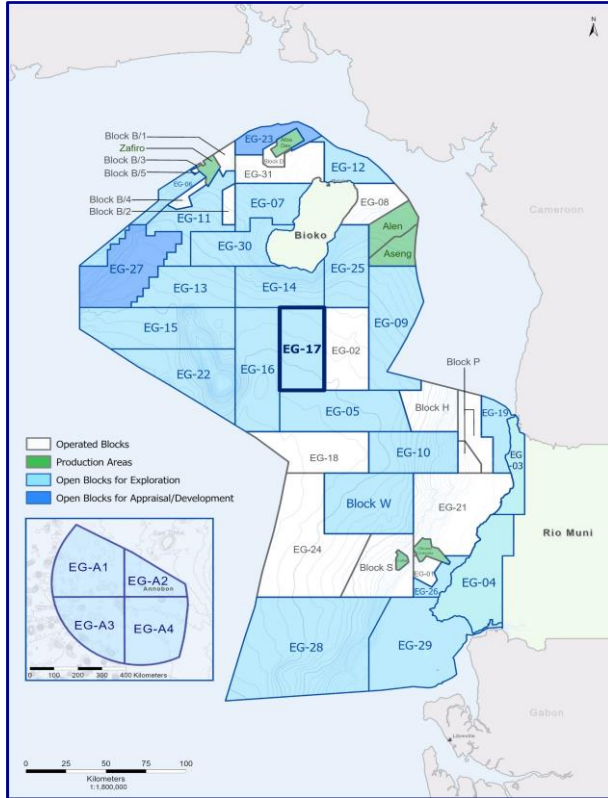 N
Block B/1
Zafiro
Block B/3
Block B/5
Block B/4
Block B/2
EG-23
Block D
EG-31
EG-12
EG-06
EG-11
EG-07
EG-08
Bioko
Alen
Aseng
Cameroon
EG-30
EG-27
EG-25
EG-13
EG-14
EG-15
EG-17
EG-02
EG-09
EG-16
EG-22
EG-05
Block P
Block H
EG-19
EG
-03
EG-18
EG-10
Operated Blocks
Production Areas
Open Blocks for Exploration
Open Blocks for Appraisal/Development
Block W
EG-21
Rio Muni
EG-24
Block S
EG-01
EG-26
EG-04
EG-A1
EG-A2
Annobon
EG-A3
EG-A4
0 100 200 300 400 Kilometers
EG-28
EG-29
Gabon
Libreville
0 25 50 75 100
Kilometers
1:1,800,000